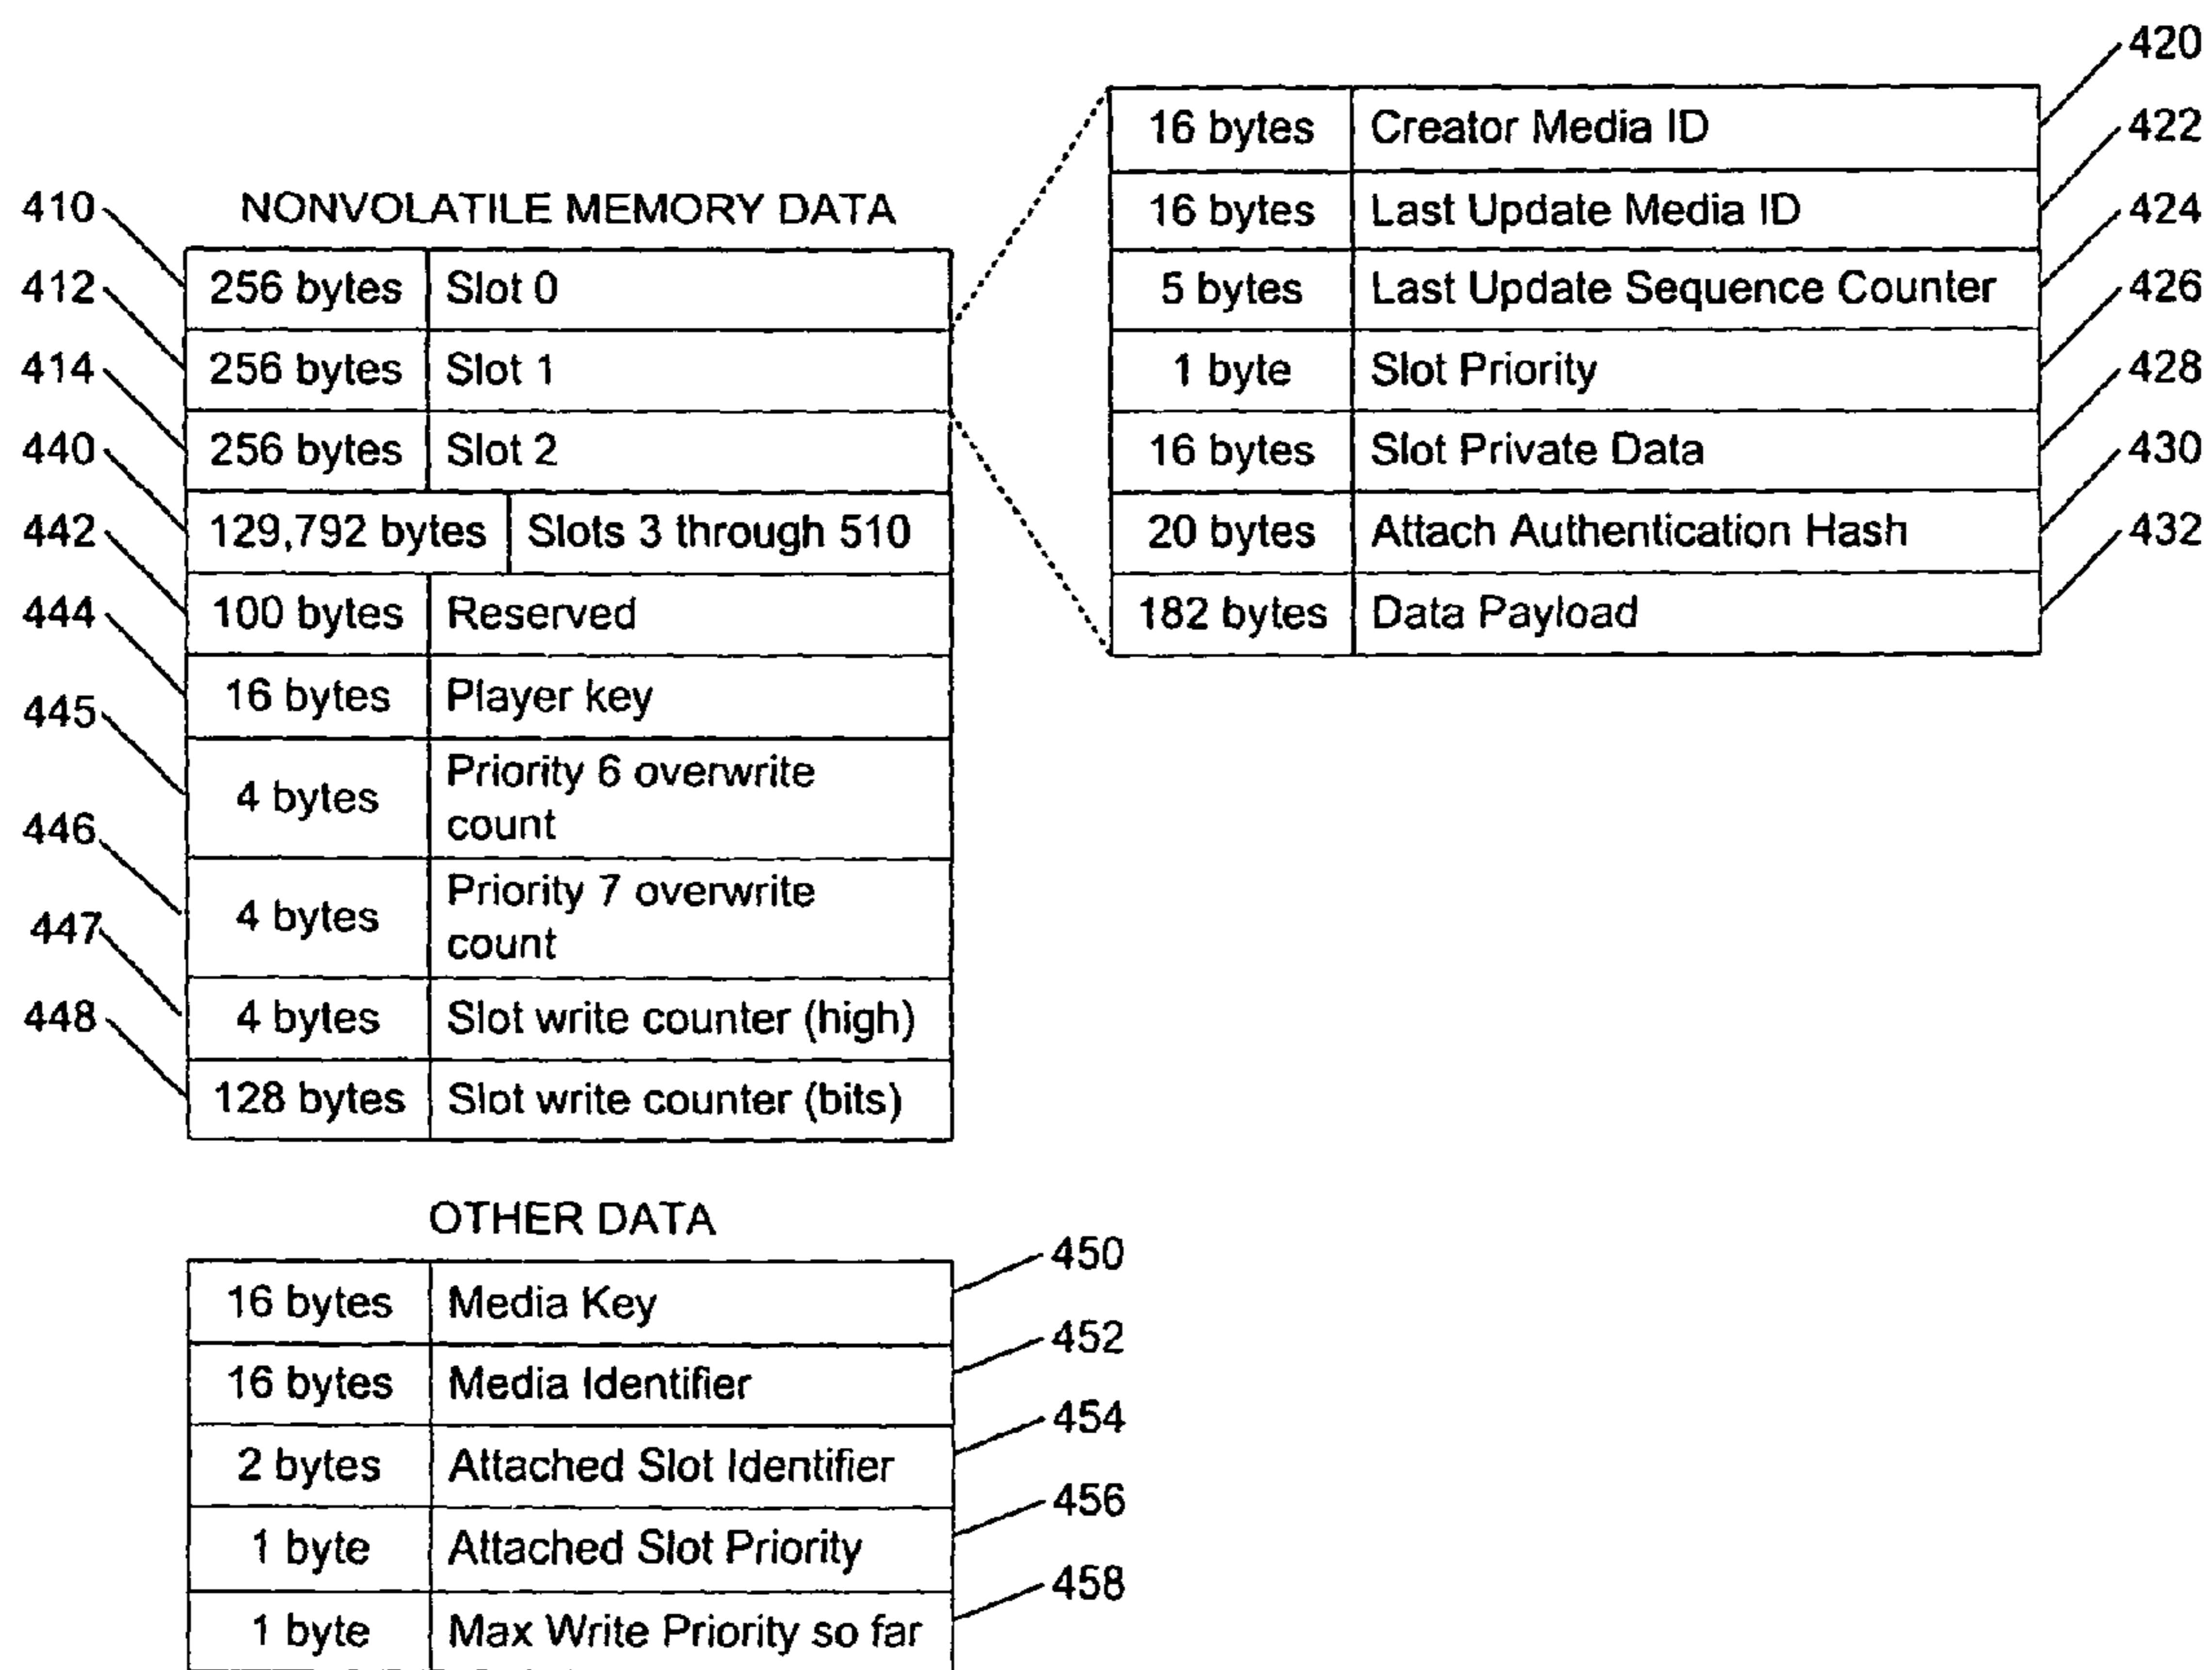 NONVOLATILE MEMORY DATA
410
256 bytes Slot 0
412
256 bytes Slot 1
414
256 bytes Slot 2
440
129,792 bytes Slots 3 through 510
442
100 bytes Reserved
444
16 bytes Player key
445
4 bytes Priority 6 overwrite
count
446
4 bytes Priority 7 overwrite
count
447
4 bytes Slot write counter (high)
448
128 bytes Slot write counter (bits)
420
16 bytes Creator Media ID
422
16 bytes Last Update Media ID
424
5 bytes Last Update Sequence Counter
426
1 byte Slot Priority
428
16 bytes Slot Private Data
430
20 bytes Attach Authentication Hash
432
182 bytes Data Payload
OTHER DATA
450
16 bytes Media Key
452
16 bytes Media Identifier
454
2 bytes Attached Slot Identifier
456
1 byte Attached Slot Priority
458
1 byte Max Write Priority so far